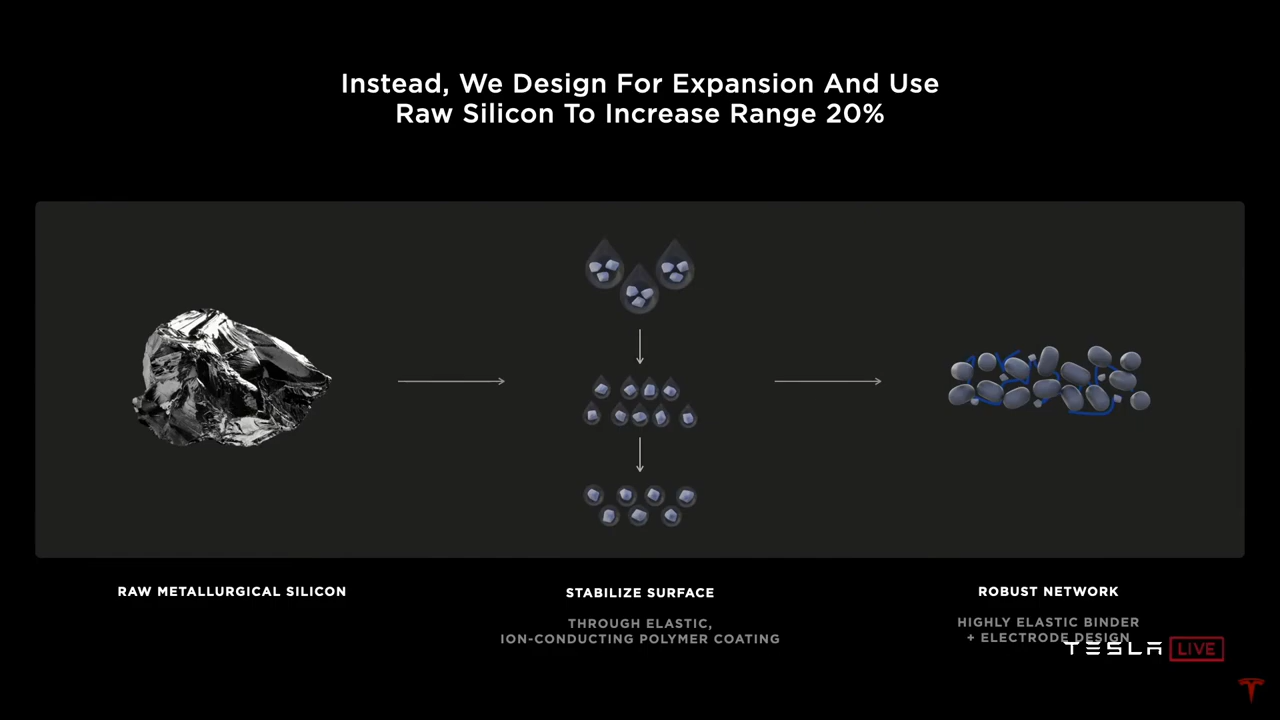 Instead, We Design For Expansion And Use
Raw Silicon To Increase Range 20%
RAW METALLURGICAL SILICON
STABILIZE SURFACE
THROUGH ELASTIC,
ION-CONDUCTING POLYMER COATING
ROBUST NETWORK
HIGHLY ELASTIC BINDER
+ ELECTRODE DESIGN
TESLA LIVE